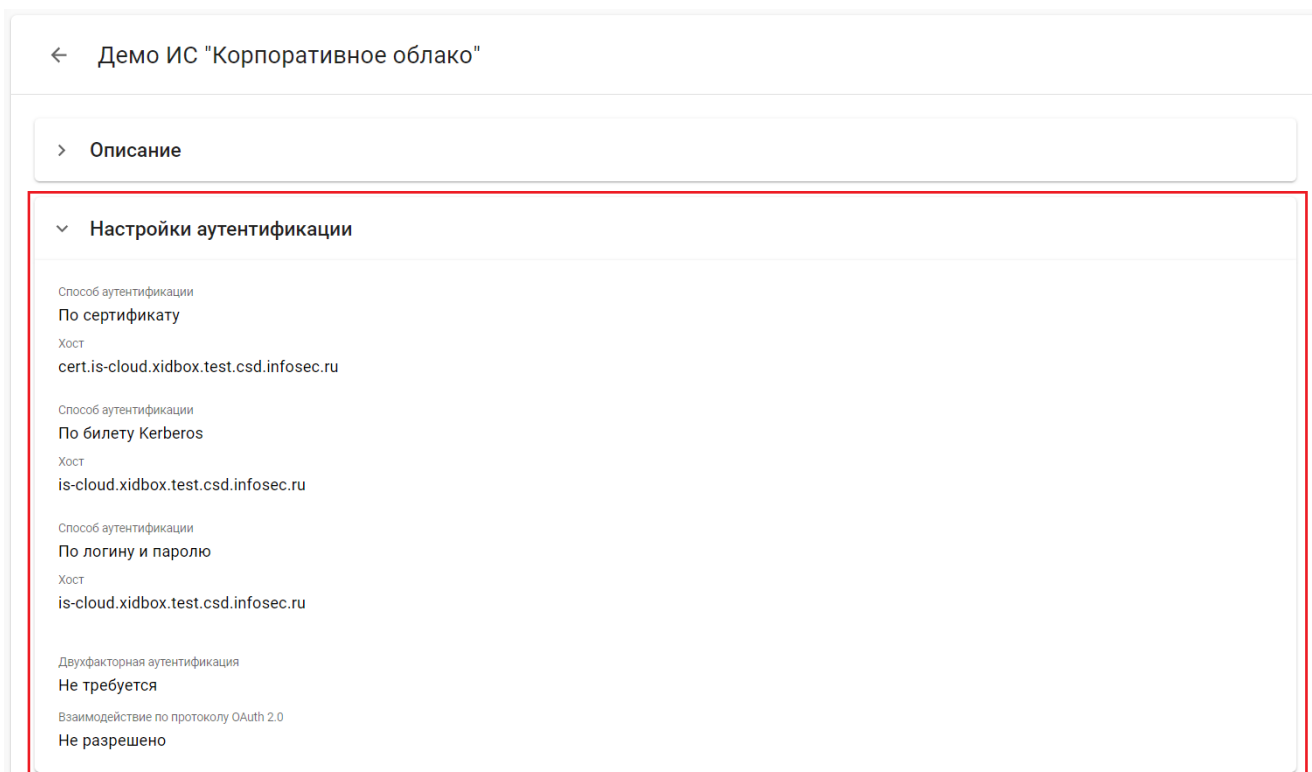 Демо ИС "Корпоративное облако"
Описание
Настройки аутентификации
Способ аутентификации
По сертификату
Хост
cert.is-cloud.xidbox.test.csd.infosec.ru
Способ аутентификации
По билету Kerberos
Хост
is-cloud.xidbox.test.csd.infosec.ru
Способ аутентификации
По логину и паролю
Хост
is-cloud.xidbox.test.csd.infosec.ru
Двухфакторная аутентификация
Не требуется
Взаимодействие по протоколу OAuth 2.0
Не разрешено